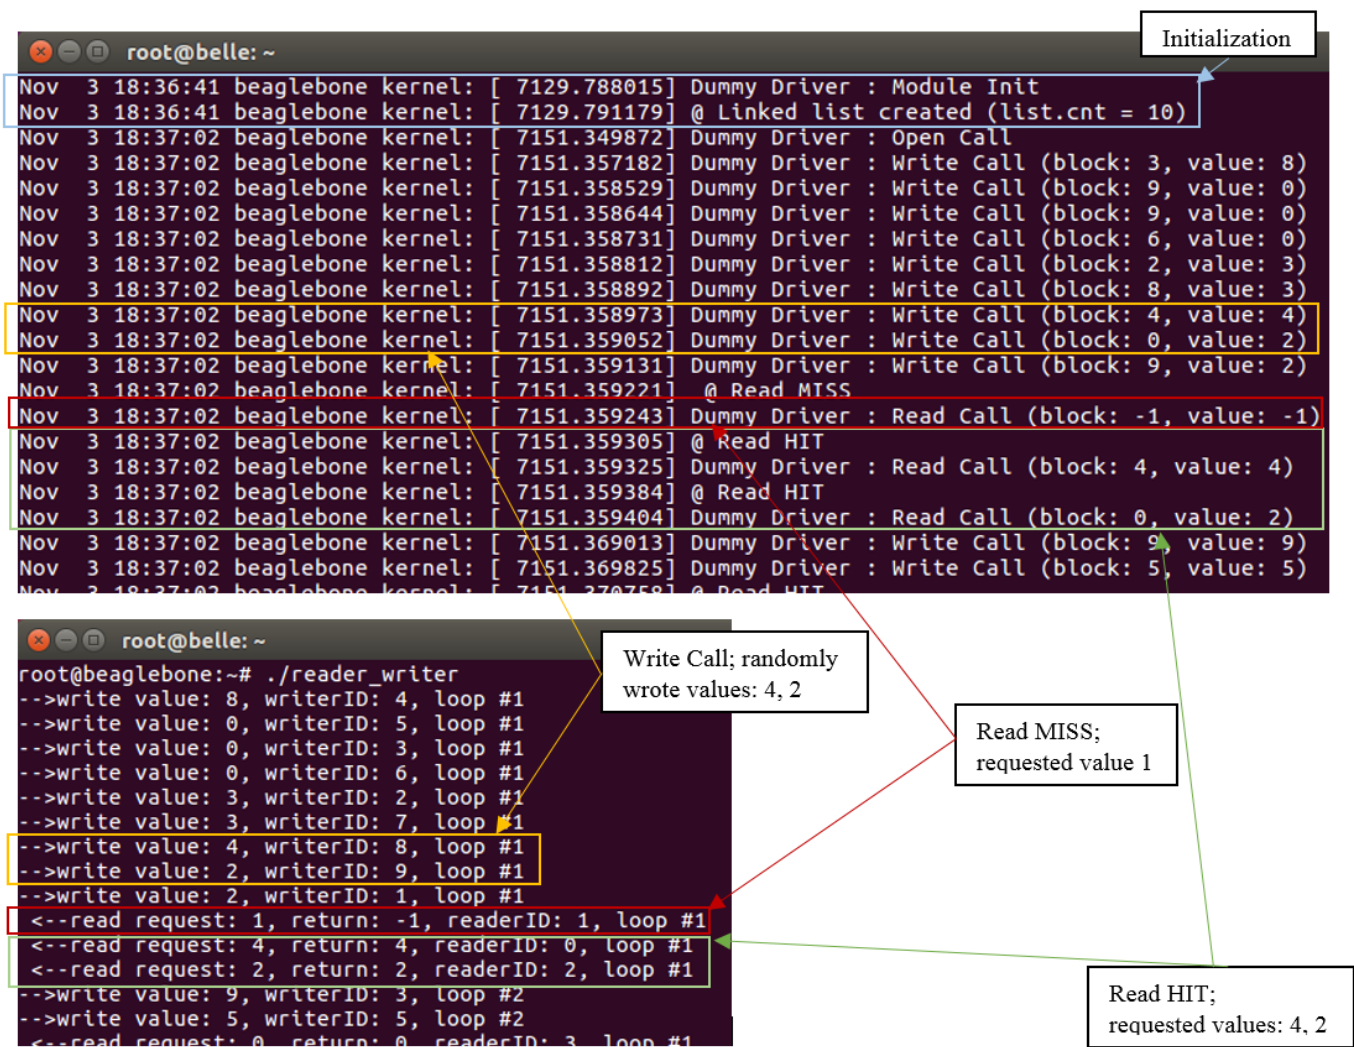 Initialization
root@belle: ~
Nov  3 18:36:41 beaglebone kernel: [ 7129.788015] Dummy Driver : Module Init
Nov  3 18:36:41 beaglebone kernel: [ 7129.791179] @ Linked list created (list.cnt = 10)
Nov  3 18:37:02 beaglebone kernel: [ 7151.349872] Dummy Driver : Open Call
Nov  3 18:37:02 beaglebone kernel: [ 7151.357182] Dummy Driver : Write Call (block: 3, value: 8)
Nov  3 18:37:02 beaglebone kernel: [ 7151.358529] Dummy Driver : Write Call (block: 9, value: 0)
Nov  3 18:37:02 beaglebone kernel: [ 7151.358644] Dummy Driver : Write Call (block: 9, value: 0)
Nov  3 18:37:02 beaglebone kernel: [ 7151.358731] Dummy Driver : Write Call (block: 6, value: 0)
Nov  3 18:37:02 beaglebone kernel: [ 7151.358812] Dummy Driver : Write Call (block: 2, value: 3)
Nov  3 18:37:02 beaglebone kernel: [ 7151.358892] Dummy Driver : Write Call (block: 8, value: 3)
Nov  3 18:37:02 beaglebone kernel: [ 7151.358973] Dummy Driver : Write Call (block: 4, value: 4)
Nov  3 18:37:02 beaglebone kernel: [ 7151.359052] Dummy Driver : Write Call (block: 0, value: 2)
Nov  3 18:37:02 beaglebone kernel: [ 7151.359131] Dummy Driver : Write Call (block: 9, value: 2)
Nov  3 18:37:02 beaglebone kernel: [ 7151.359221]  @ Read MISS
Nov  3 18:37:02 beaglebone kernel: [ 7151.359243] Dummy Driver : Read Call (block: -1, value: -1)
Nov  3 18:37:02 beaglebone kernel: [ 7151.359305] @ Read HIT
Nov  3 18:37:02 beaglebone kernel: [ 7151.359325] Dummy Driver : Read Call (block: 4, value: 4)
Nov  3 18:37:02 beaglebone kernel: [ 7151.359384] @ Read HIT
Nov  3 18:37:02 beaglebone kernel: [ 7151.359404] Dummy Driver : Read Call (block: 0, value: 2)
Nov  3 18:37:02 beaglebone kernel: [ 7151.369013] Dummy Driver : Write Call (block: 9, value: 9)
Nov  3 18:37:02 beaglebone kernel: [ 7151.369825] Dummy Driver : Write Call (block: 5, value: 5)
Nov  3 18:37:02 beaglebone kernel: [ 7151.370758] @ Read HIT
root@belle: ~
root@beaglebone:~# ./reader_writer
-->write value: 8, writerID: 4, loop #1
-->write value: 0, writerID: 5, loop #1
-->write value: 0, writerID: 3, loop #1
-->write value: 0, writerID: 6, loop #1
-->write value: 3, writerID: 2, loop #1
-->write value: 3, writerID: 7, loop #1
-->write value: 4, writerID: 8, loop #1
-->write value: 2, writerID: 9, loop #1
-->write value: 2, writerID: 1, loop #1
<--read request: 1, return: -1, readerID: 1, loop #1
<--read request: 4, return: 4, readerID: 0, loop #1
<--read request: 2, return: 2, readerID: 2, loop #1
-->write value: 9, writerID: 3, loop #2
-->write value: 5, writerID: 5, loop #2
<--read request: 0, return: 0, readerID: 3, loop #1
Write Call; randomly
wrote values: 4, 2
Read MISS;
requested value 1
Read HIT;
requested values: 4, 2